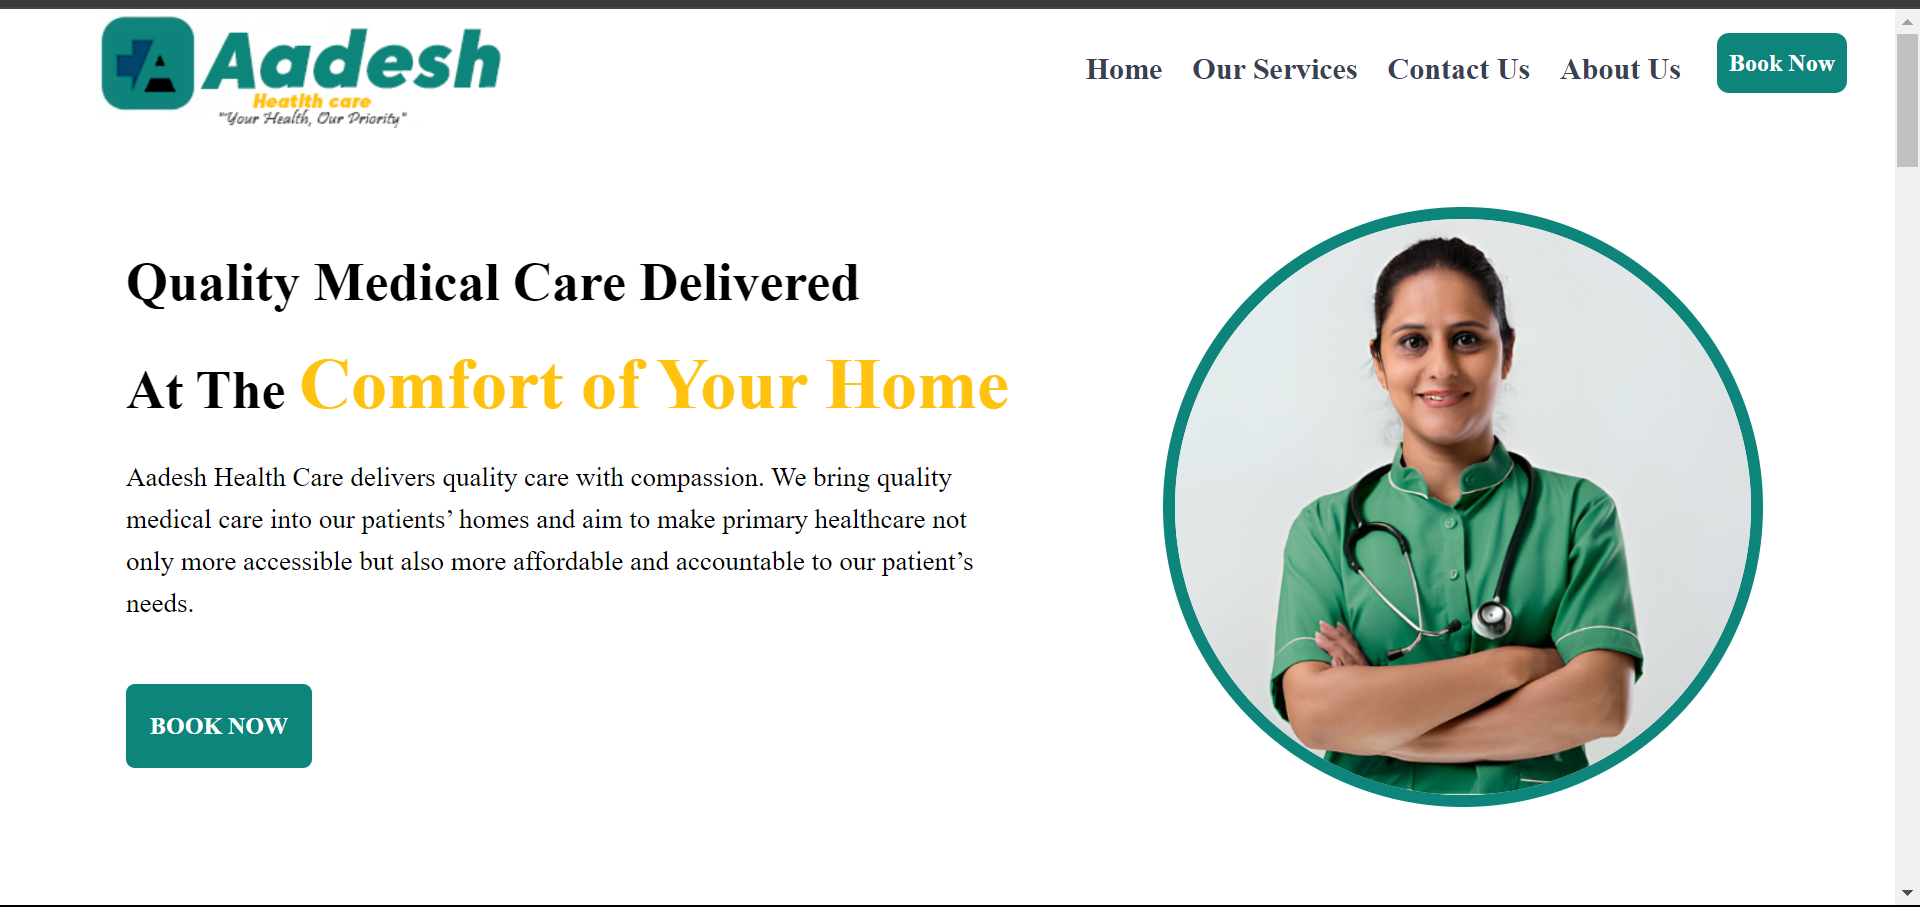 Aadesh
Heatlth care
"Your Health, Our Priority"
Home Our Services Contact Us About Us Book Now
Quality Medical Care Delivered
At The Comfort of Your Home
Aadesh Health Care delivers quality care with compassion. We bring quality
medical care into our patients’ homes and aim to make primary healthcare not
only more accessible but also more affordable and accountable to our patient’s
needs.
BOOK NOW